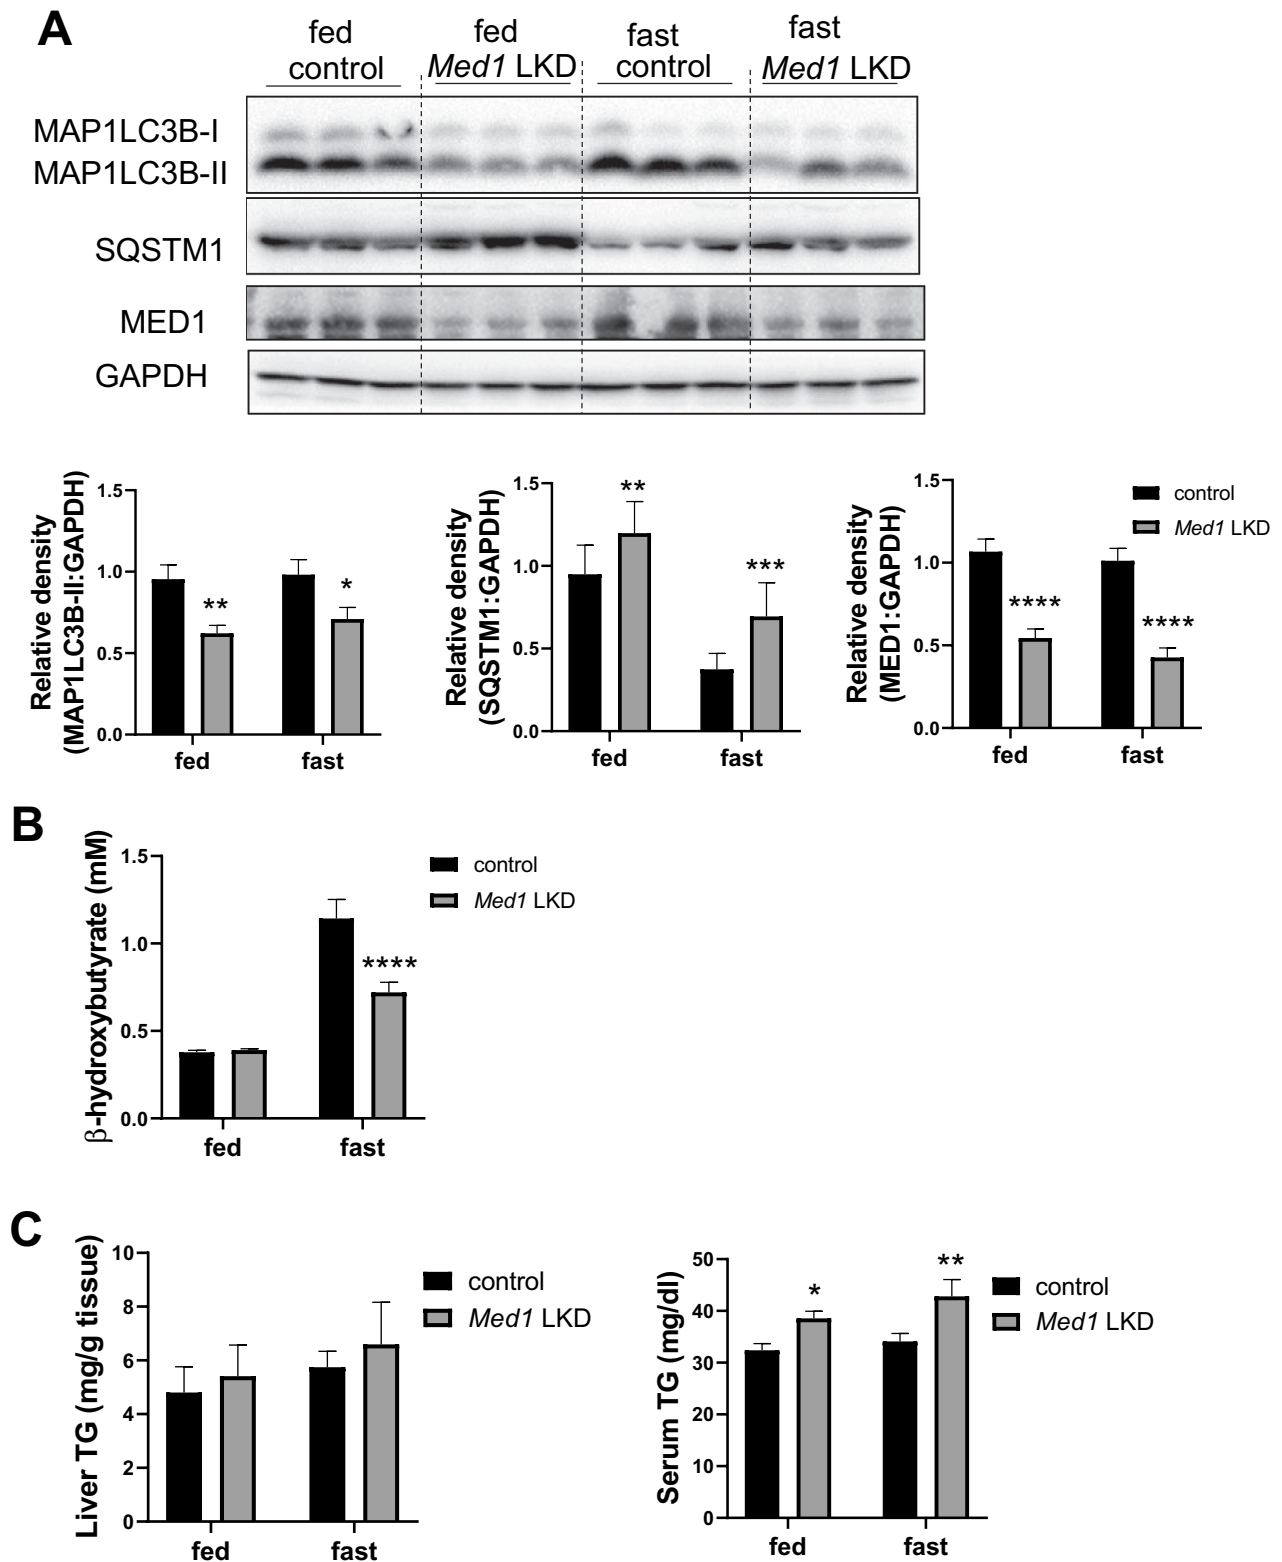 A
fed
control
fed
Med1 LKD
fast
control
fast
Med1 LKD
MAP1LC3B-I
MAP1LC3B-II
SQSTM1
MED1
GAPDH
Relative density
(MAP1LC3B-II:GAPDH)
1.5
1.0
0.5
0.0
**
*
fed
fast
Relative density
(SQSTM1:GAPDH)
1.5
1.0
0.5
0.0
**
***
fed
fast
Relative density
(MED1:GAPDH)
1.5
1.0
0.5
0.0
****
****
fed
fast
control
Med1 LKD
B
β-hydroxybutyrate (mM)
1.5
1.0
0.5
0.0
****
fed
fast
control
Med1 LKD
C
Liver TG (mg/g tissue)
10
8
6
4
2
0
fed
fast
control
Med1 LKD
Serum TG (mg/dl)
50
40
30
20
10
0
*
**
fed
fast
control
Med1 LKD